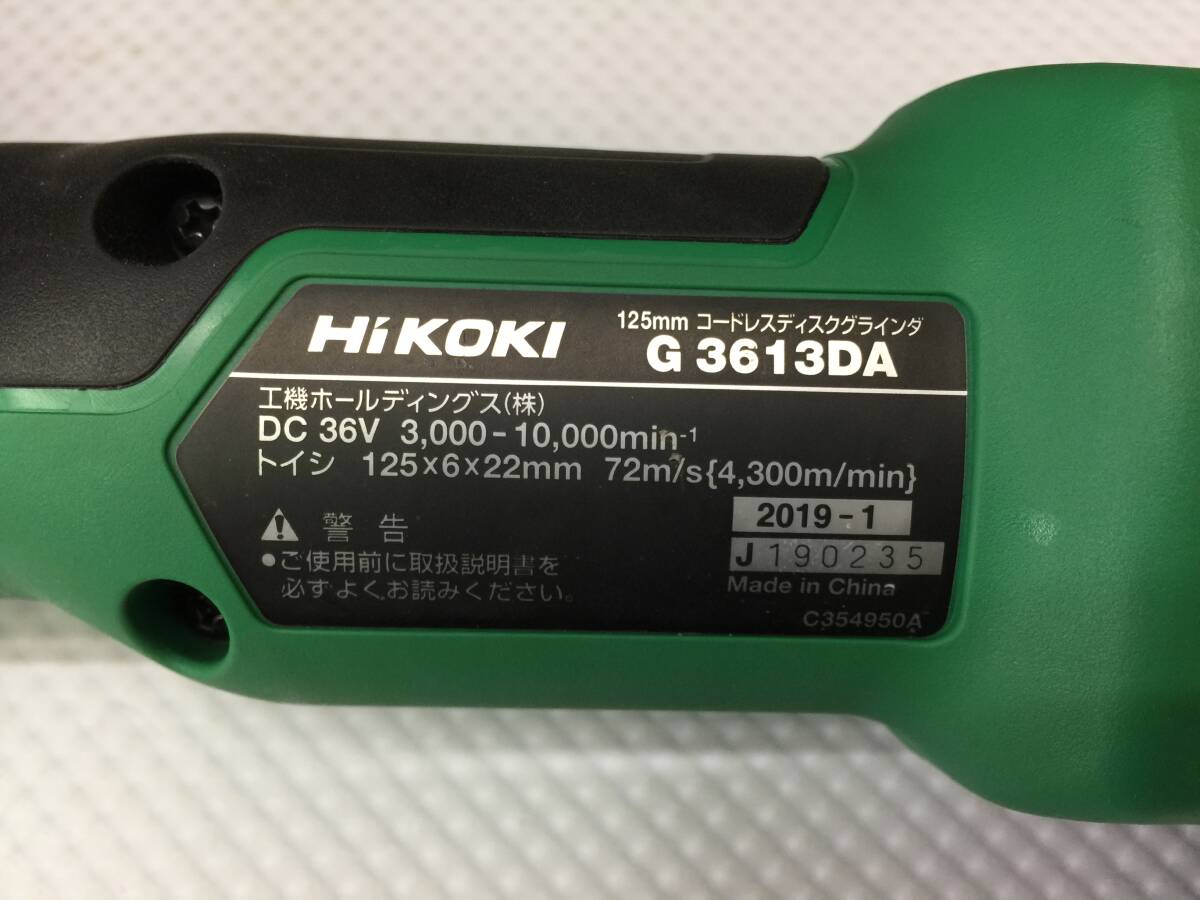 HiKOKI
125mm コードレスディスクグラインダ
G 3613DA
工機ホールディングス(株)
DC 36V 3,000-10,000min-1
トイシ 125×6×22mm 72m/s{4,300m/min}
2019-1
⚠ 警告
J190235
●ご使用前に取扱説明書を
必ずよくお読みください。
Made in China
C354950A